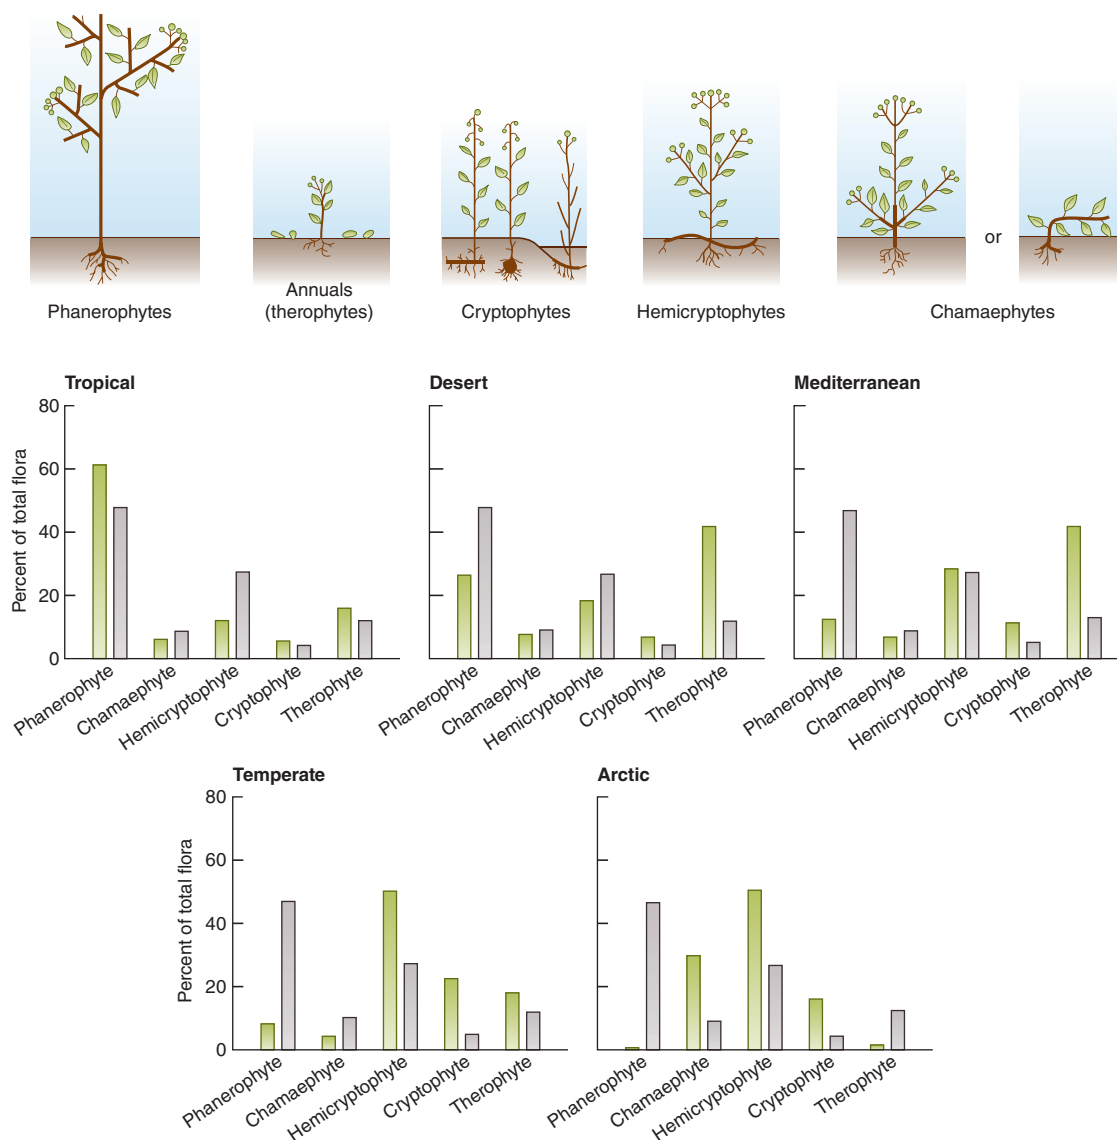 or
Phanerophytes
Annuals
(therophytes)
Cryptophytes
Hemicryptophytes
Chamaephytes
Tropical
Desert
Mediterranean
Percent of total flora
80
60
40
20
0
Phanerophyte
Chamaephyte
Hemicryptophyte
Cryptophyte
Therophyte
Phanerophyte
Chamaephyte
Hemicryptophyte
Cryptophyte
Therophyte
Phanerophyte
Chamaephyte
Hemicryptophyte
Cryptophyte
Therophyte
Temperate
Arctic
Percent of total flora
80
60
40
20
0
Phanerophyte
Chamaephyte
Hemicryptophyte
Cryptophyte
Therophyte
Phanerophyte
Chamaephyte
Hemicryptophyte
Cryptophyte
Therophyte